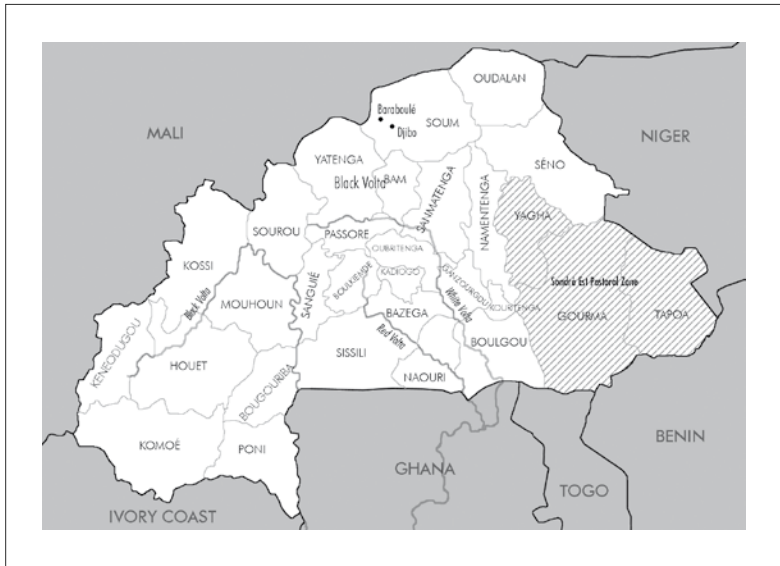 OUDALAN
Baraboulé
SOUM
Djibo
MALI
NIGER
YATENGA
SÉNO
Black Volta
BAM
SANMATENGA
NAMENTENGA
YAGHA
SOUROU
PASSORE
KOSSI
OUBRITENGA
BOULKIENDE
KADIOGO
GANZOURGOU
Sondré Est Pastoral Zone
SANGUIÉ
Black Volta
MOUHOUN
White Volta
KOURITENGA
GOURMA
TAPOA
BAZEGA
KENEDUGOU
HOUET
Red Volta
BOULGOU
SISSILI
NAOURI
BOUGOURIBA
BENIN
KOMOÉ
PONI
GHANA
TOGO
IVORY COAST